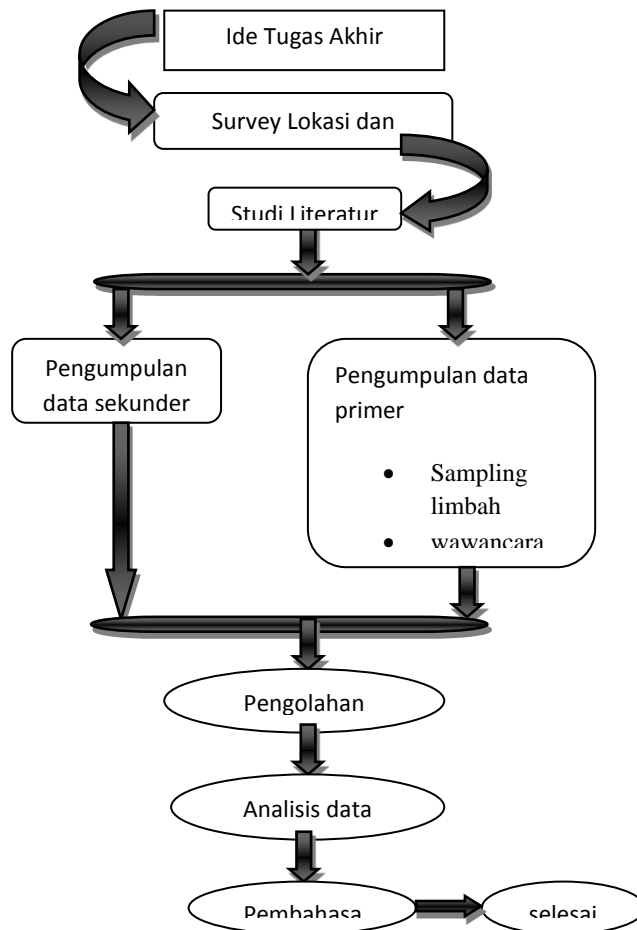 Ide Tugas Akhir
Survey Lokasi dan
Studi Literatur
Pengumpulan
data sekunder
Pengumpulan data
primer
• Sampling
limbah
• wawancara
Pengolahan
Analisis data
Pembahasa
selesai